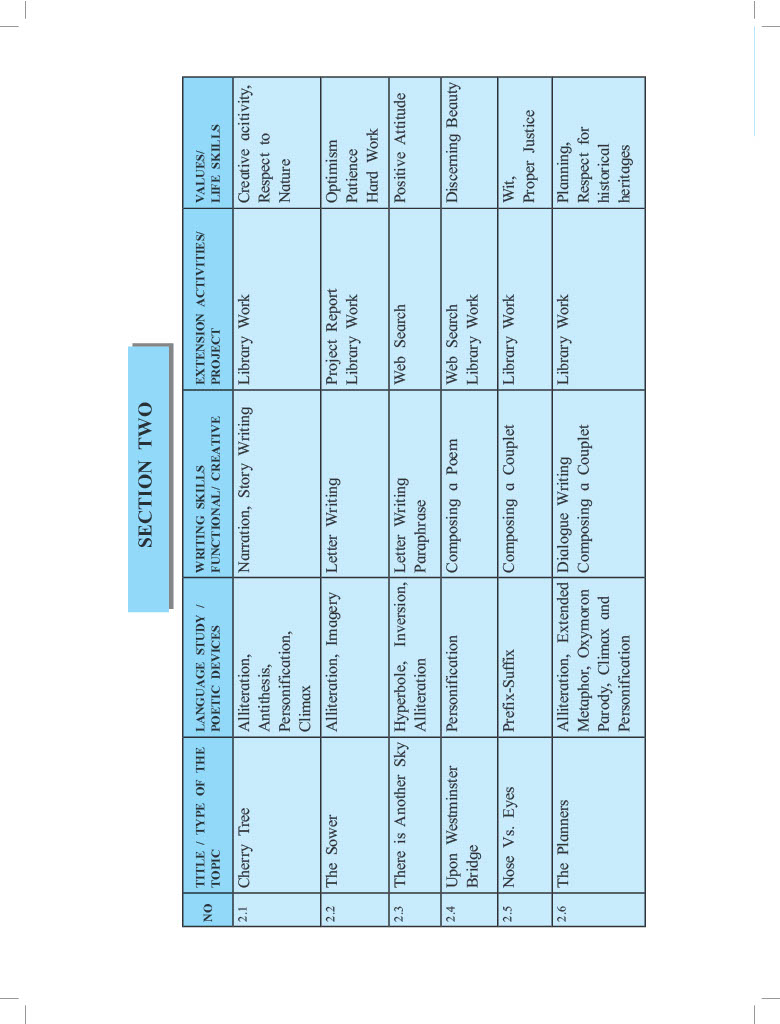 SECTION TWO
NO
TITLE / TYPE OF THE
TOPIC
LANGUAGE STUDY /
POETIC DEVICES
WRITING SKILLS
FUNCTIONAL/ CREATIVE
EXTENSION ACTIVITIES/
PROJECT
VALUES/
LIFE SKILLS
2.1
Cherry Tree
Alliteration,
Antithesis,
Personification,
Climax
Narration, Story Writing
Library Work
Creative acitivity,
Respect to
Nature
2.2
The Sower
Alliteration, Imagery
Letter Writing
Project Report
Library Work
Optimism
Patience
Hard Work
2.3
There is Another Sky
Hyperbole, Inversion,
Alliteration
Letter Writing
Paraphrase
Web Search
Positive Attitude
2.4
Upon Westminster
Bridge
Personification
Composing a Poem
Web Search
Library Work
Discerning Beauty
2.5
Nose Vs. Eyes
Prefix-Suffix
Composing a Couplet
Library Work
Wit,
Proper Justice
2.6
The Planners
Alliteration, Extended
Metaphor, Oxymoron
Parody, Climax and
Personification
Dialogue Writing
Composing a Couplet
Library Work
Planning,
Respect for
historical
heritages